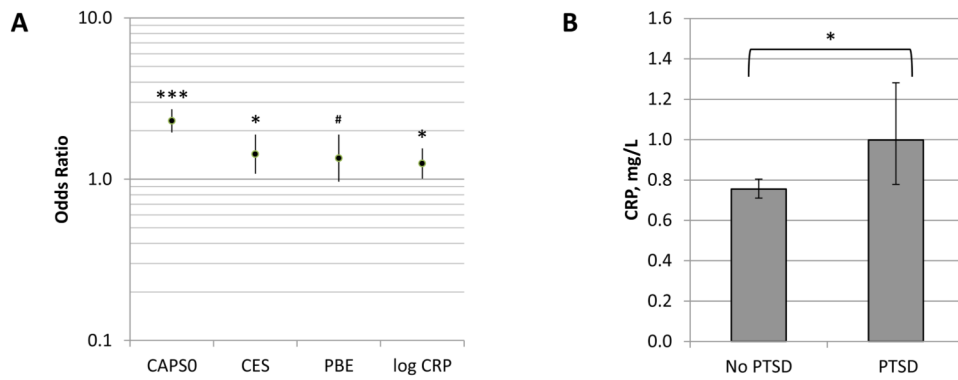 A
10.0
***
*
#
*
1.0
0.1
Odds Ratio
CAPS0
CES
PBE
log CRP
B
1.6
1.4
1.2
1.0
0.8
0.6
0.4
0.2
0.0
CRP, mg/L
*
No PTSD
PTSD